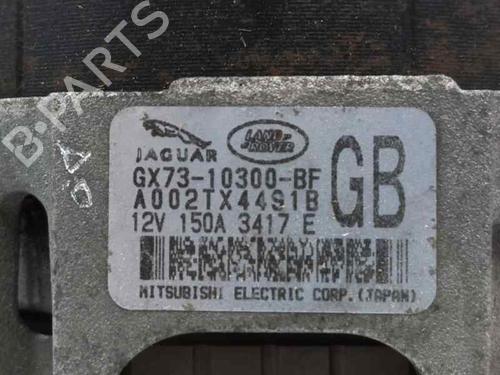 B-PARTS
JAGUAR
LAND ROVER
GX73-10300-BF
A002TX4491B
GB
12V 150A 3417 E
MITSUBISHI ELECTRIC CORP.(JAPAN)